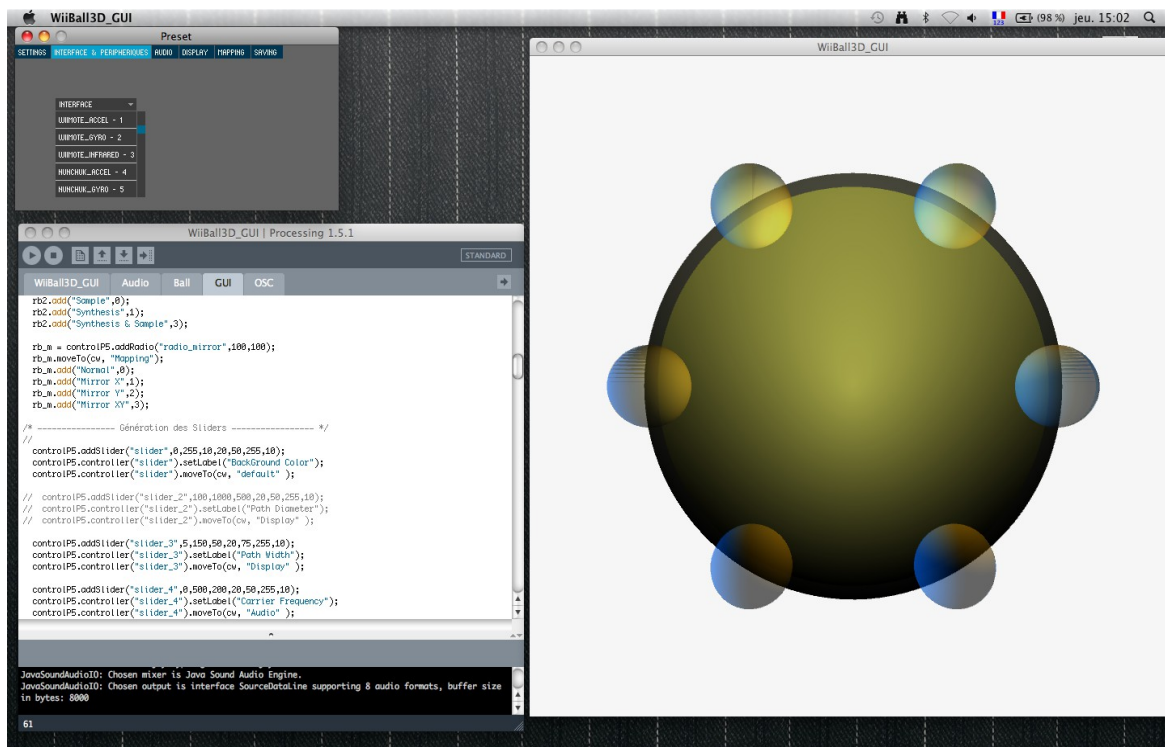 WiiBall3D_GUI
(98 %) jeu. 15:02
Preset
SETTINGS INTERFACE & PERIPHERIQUES AUDIO DISPLAY MAPPING SAVING
INTERFACE
WIIMOTE_ACCEL - 1
WIIMOTE_GYRO - 2
WIIMOTE_INFRARED - 3
NUNCHUK_ACCEL - 4
NUNCHUK_GYRO - 5
WiiBall3D_GUI | Processing 1.5.1
STANDARD
WiiBall3D_GUI Audio Ball GUI OSC
rb2.add("Sample",0);
rb2.add("Synthesis",1);
rb2.add("Synthesis & Sample",3);
rb_m = controlP5.addRadio("radio_mirror",100,100);
rb_m.moveTo(cw, "Mapping");
rb_m.add("Normal",0);
rb_m.add("Mirror X",1);
rb_m.add("Mirror Y",2);
rb_m.add("Mirror XY",3);
/* ---------------- Génération des Sliders ----------------- */
//
controlP5.addSlider("slider",0,255,10,20,50,255,10);
controlP5.controller("slider").setLabel("BackGround Color");
controlP5.controller("slider").moveTo(cw, "default" );
// controlP5.addSlider("slider_2",100,1000,500,20,50,255,10);
// controlP5.controller("slider_2").setLabel("Path Diameter");
// controlP5.controller("slider_2").moveTo(cw, "Display" );
controlP5.addSlider("slider_3",5,150,50,20,75,255,10);
controlP5.controller("slider_3").setLabel("Path Width");
controlP5.controller("slider_3").moveTo(cw, "Display" );
controlP5.addSlider("slider_4",0,500,200,20,50,255,10);
controlP5.controller("slider_4").setLabel("Carrier Frequency");
controlP5.controller("slider_4").moveTo(cw, "Audio" );
JavaSoundAudioIO: Chosen mixer is Java Sound Audio Engine.
JavaSoundAudioIO: Chosen output is interface SourceDataLine supporting 8 audio formats, buffer size
in bytes: 8000
61
WiiBall3D_GUI